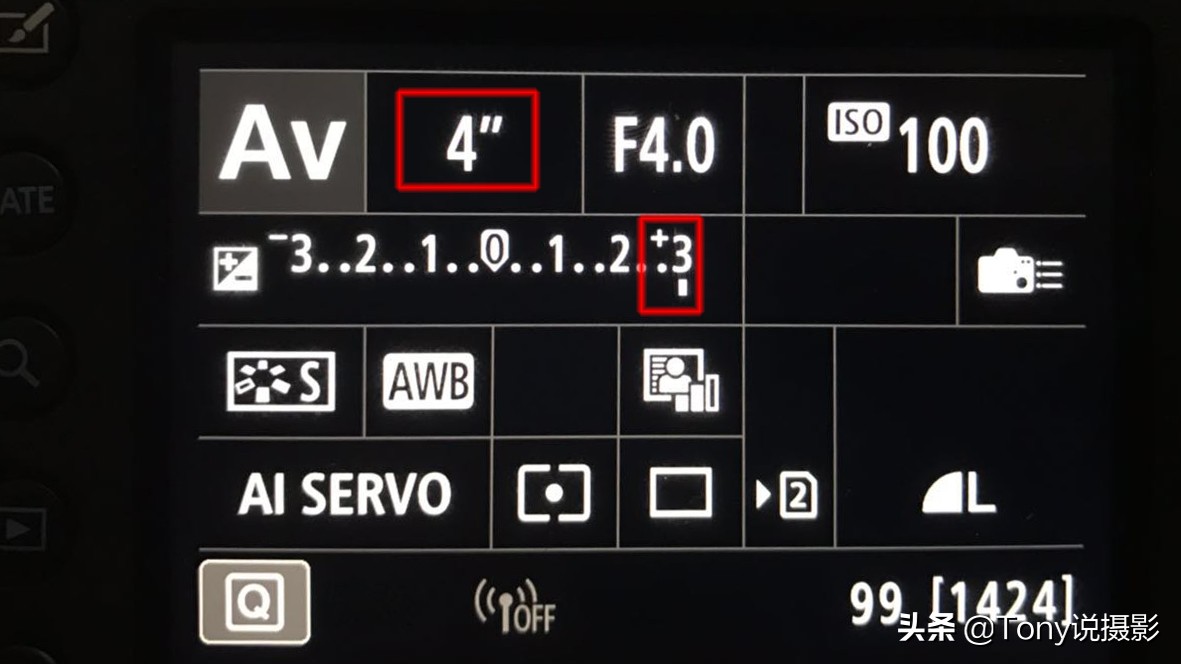 Av 4" F4.0 ISO 100
RATE
-3..2..1..0..1..2..+3
S AWB
AI SERVO 2 L
Q OFF 99 [1424]
头条 @Tony说摄影